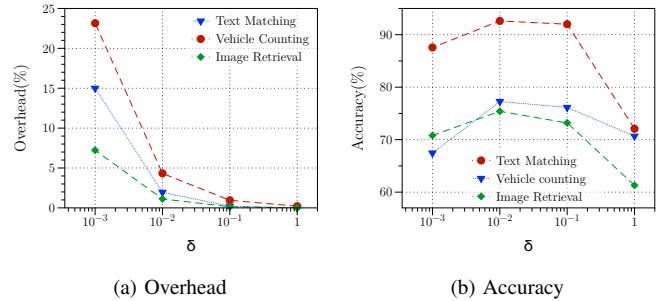 25
20
15
10
5
0
Overhead(%)
Text Matching
Vehicle Counting
Image Retrieval
10⁻³
10⁻²
10⁻¹
1
δ
(a) Overhead
90
80
70
60
Accuracy(%)
Text Matching
Vehicle counting
Image Retrieval
10⁻³
10⁻²
10⁻¹
1
δ
(b) Accuracy